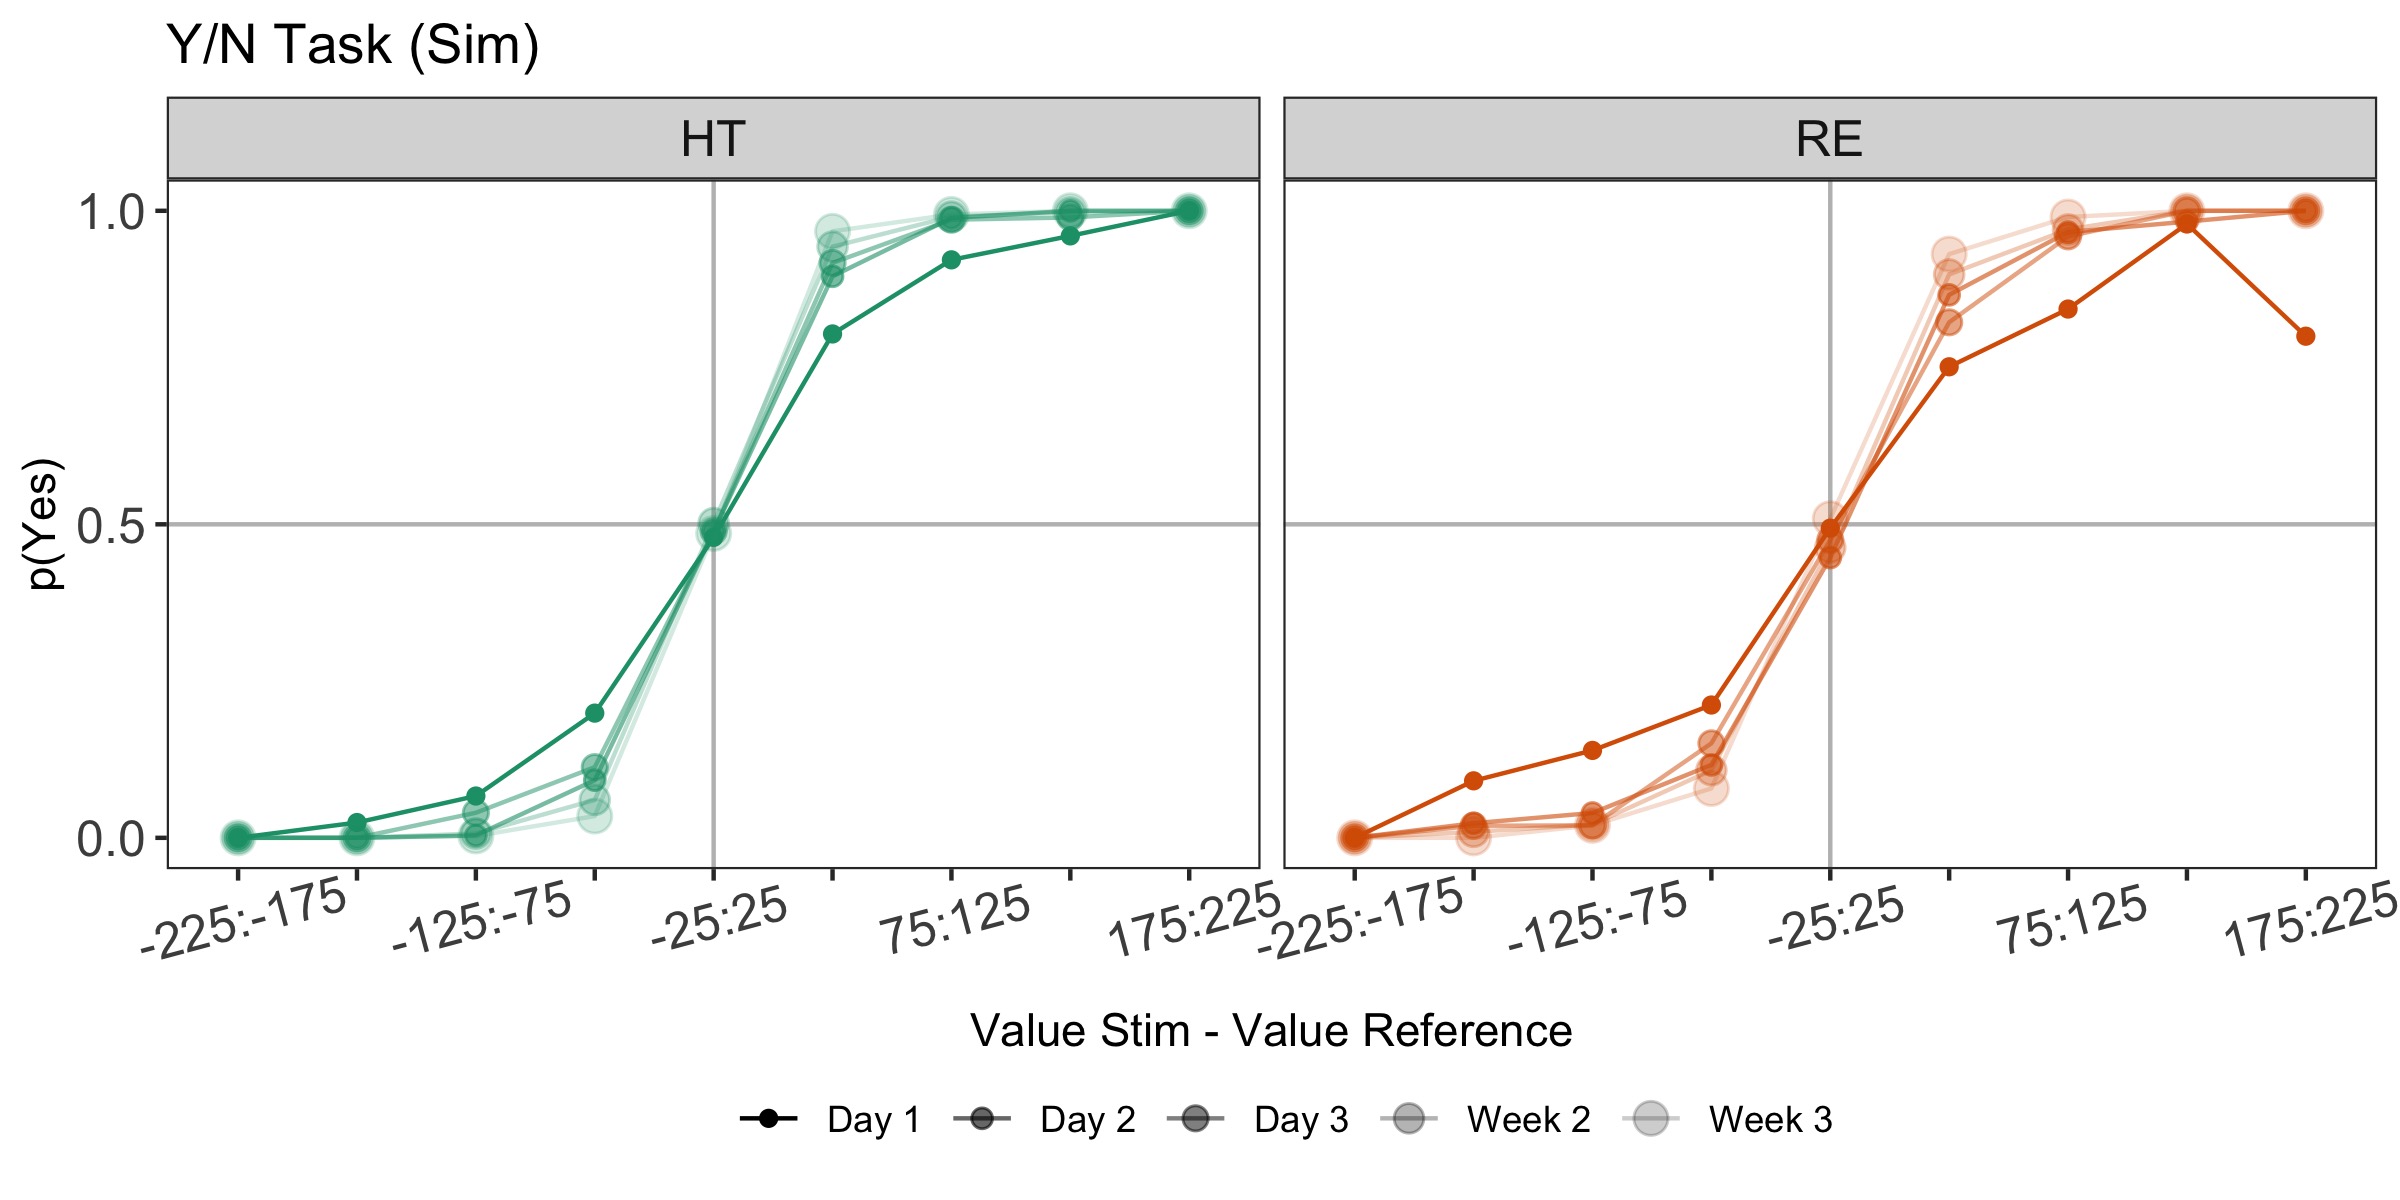 Y/N Task (Sim)
HT
RE
p(Yes)
1.0
0.5
0.0
-225:-175 -125:-75 -25:25 75:125 175:225
-225:-175 -125:-75 -25:25 75:125 175:225
Value Stim - Value Reference
Day 1 Day 2 Day 3 Week 2 Week 3